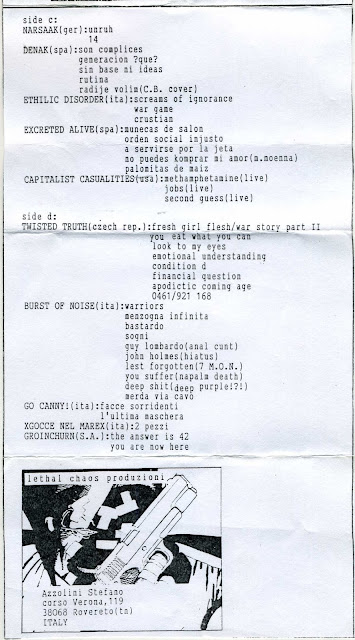 side c:
NARSAAK(ger):unruh
14
DENAK(spa):son complices
generacion ?que?
sin base ni ideas
rutina
radije volim(C.B. cover)
ETHILIC DISORDER(ita):screams of ignorance
war game
crustian
EXCRETED ALIVE(spa):munecas de salon
orden social injusto
a servirse por la jeta
no puedes komprar mi amor(m.noenna)
palomitas de maiz
CAPITALIST CASUALITIES(usa):methamphetamine(live)
jobs(live)
second guess(live)
side d:
TWISTED TRUTH(czech rep.):fresh girl flesh/war story part II
you eat what you can
look to my eyes
emotional understanding
condition d
financial question
apodictic coming age
0461/921 168
BURST OF NOISE(ita):warriors
menzogna infinita
bastardo
sogni
guy lombardo(anal cunt)
john holmes(hiatus)
lest forgotten(7 M.O.N.)
you suffer(napalm death)
deep shit(deep purple!?!)
merda via cavo
GO CANNY!(ita):facce sorridenti
l'ultima maschera
XGOCCE NEL MAREX(ita):2 pezzi
GROINCHURN(S.A.):the answer is 42
you are now here
lethal chaos produzioni
Azzolini Stefano
corso Verona,119
38068 Rovereto(tn)
ITALY